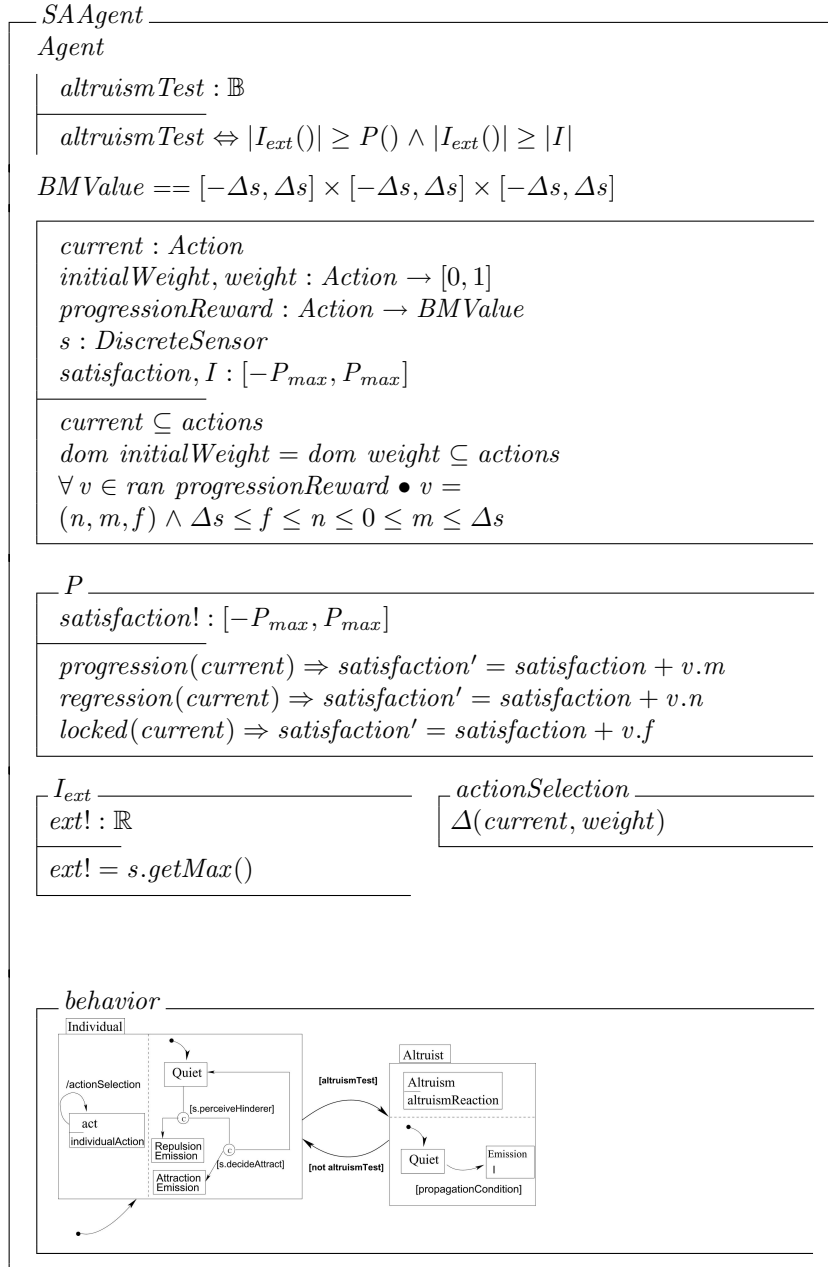 SAAgent
Agent
altruismTest : 𝔹
altruismTest ⇔ |I_ext()| ≥ P() ∧ |I_ext()| ≥ |I|
BMValue == [−Δs, Δs] × [−Δs, Δs] × [−Δs, Δs]
current : Action
initialWeight, weight : Action → [0, 1]
progressionReward : Action → BMValue
s : DiscreteSensor
satisfaction, I : [−P_max, P_max]
current ⊆ actions
dom initialWeight = dom weight ⊆ actions
∀ v ∈ ran progressionReward • v =
(n, m, f) ∧ Δs ≤ f ≤ n ≤ 0 ≤ m ≤ Δs
P
satisfaction! : [−P_max, P_max]
progression(current) ⇒ satisfaction′ = satisfaction + v.m
regression(current) ⇒ satisfaction′ = satisfaction + v.n
locked(current) ⇒ satisfaction′ = satisfaction + v.f
I_ext
ext! : ℝ
ext! = s.getMax()
actionSelection
Δ(current, weight)
behavior
Individual
/actionSelection
act
individualAction
Quiet
[s.perceiveHinderer]
c
Repulsion
Emission
c
[s.decideAttract]
Attraction
Emission
[altruismTest]
[not altruismTest]
Altruist
Altruism
altruismReaction
Quiet
Emission
I
[propagationCondition]